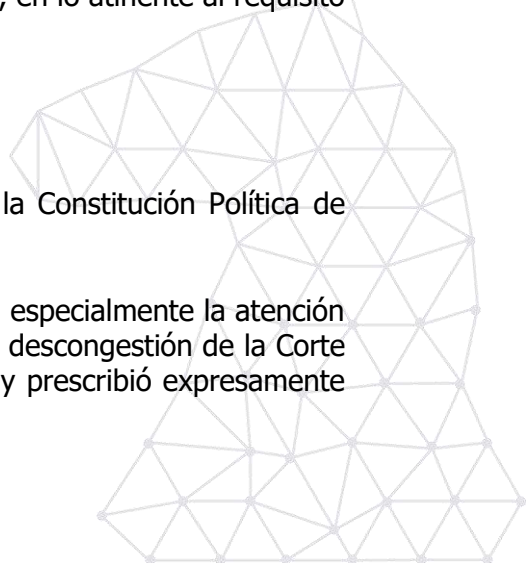 , en lo atinente al requisito
la Constitución Política de
especialmente la atención
descongestión de la Corte
y prescribió expresamente